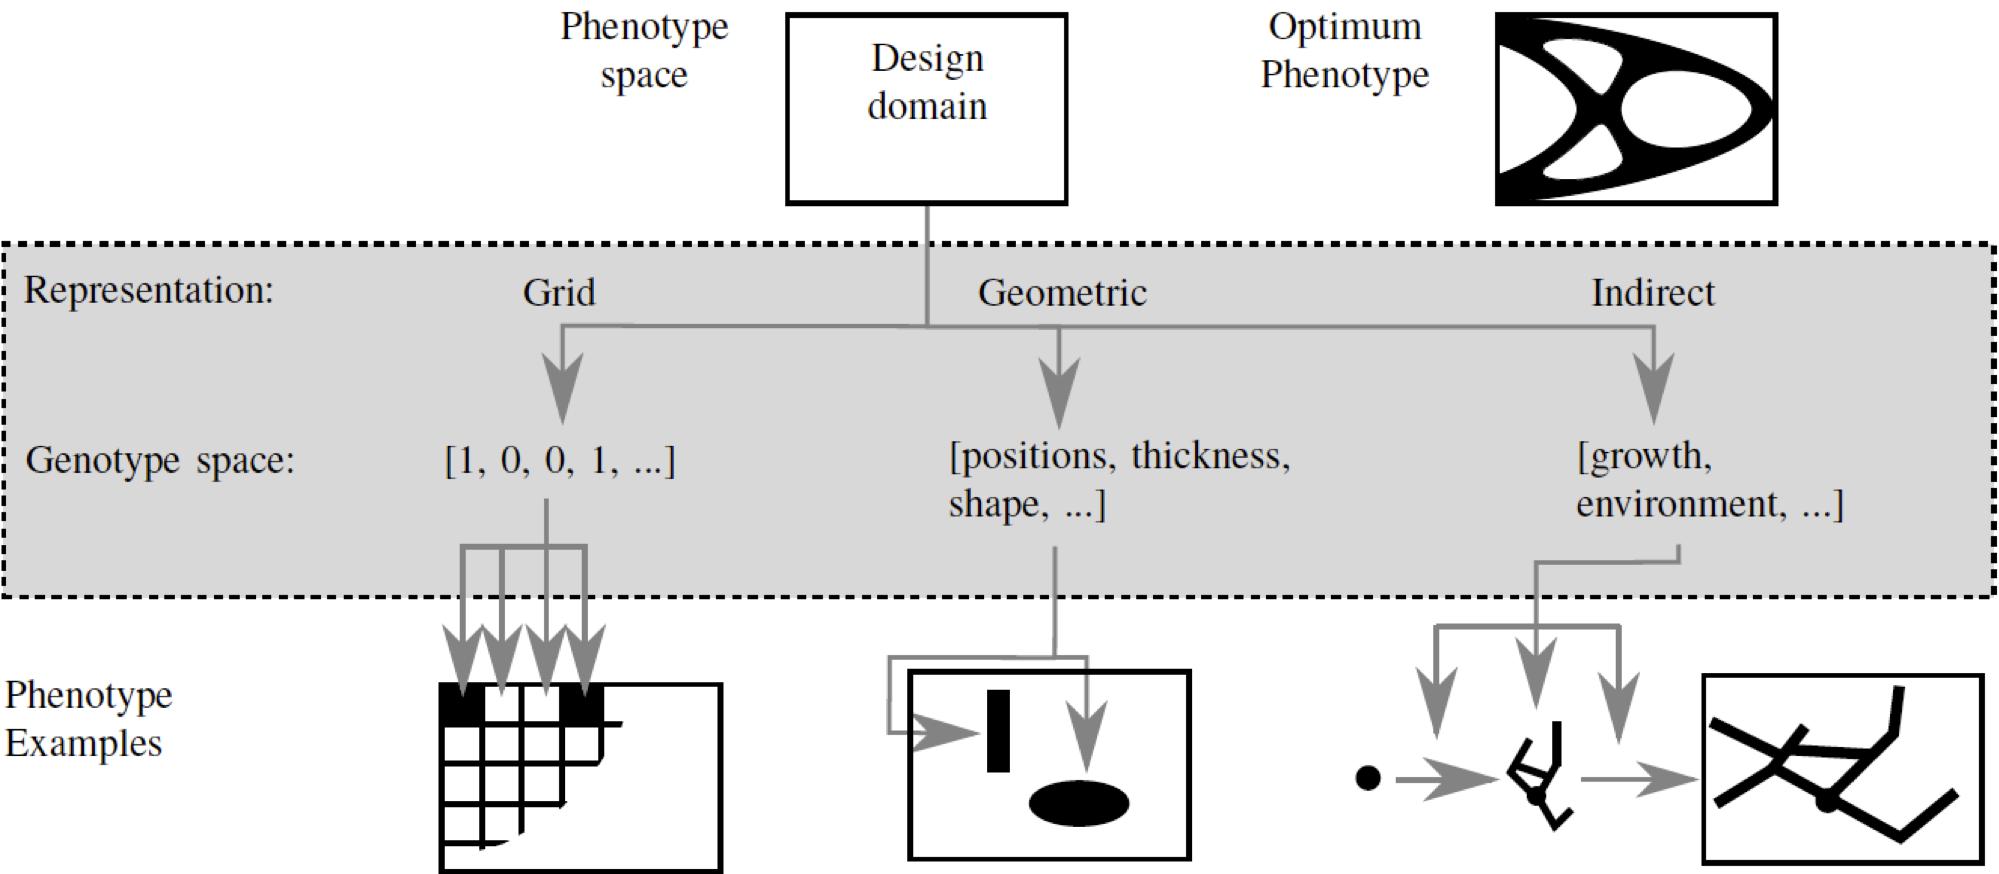 Phenotype
space
Design
domain
Optimum
Phenotype
Representation:
Grid
Geometric
Indirect
Genotype space:
[1, 0, 0, 1, ...]
[positions, thickness,
shape, ...]
[growth,
environment, ...]
Phenotype
Examples